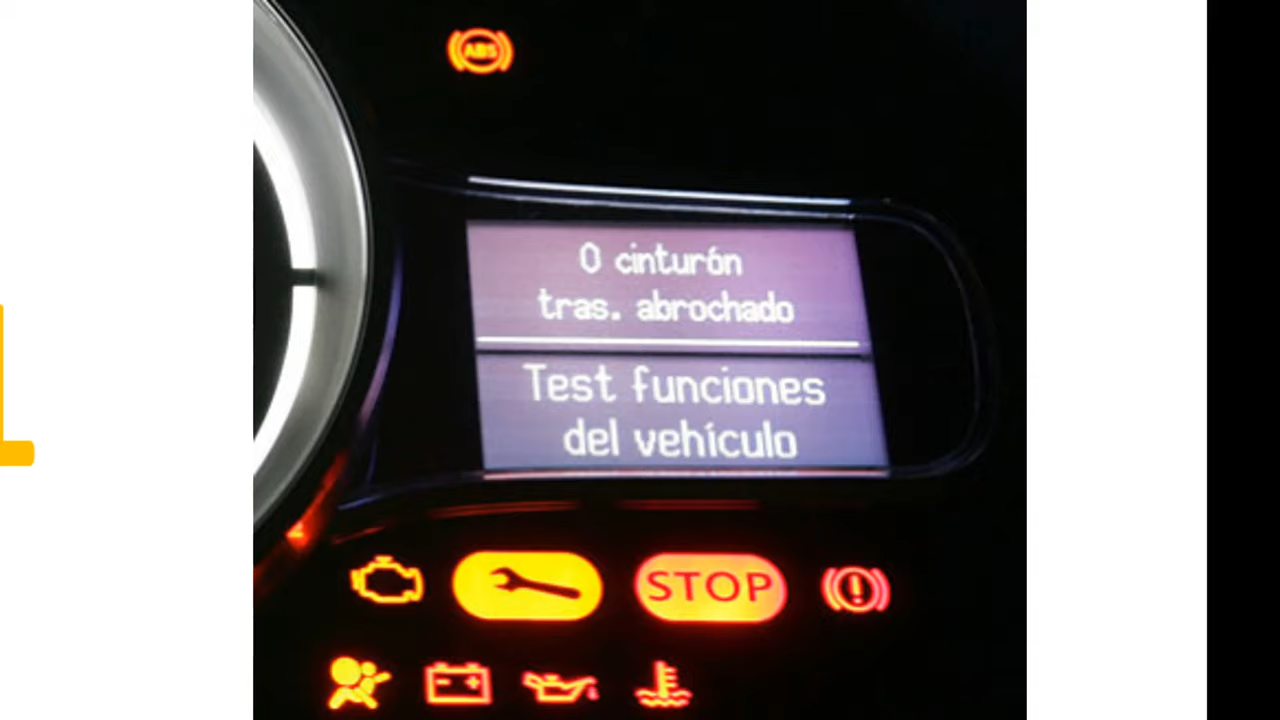 ABS
0 cinturón
tras. abrochado
Test funciones
del vehículo
STOP